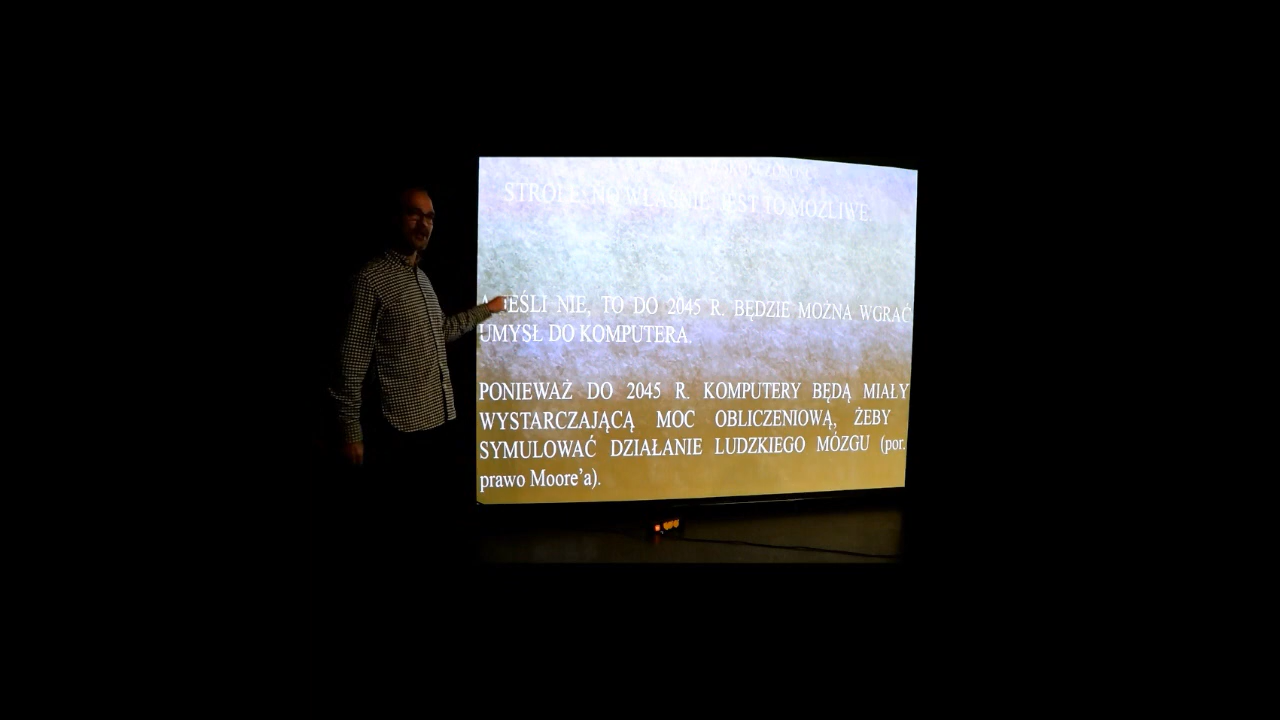 NO WŁAŚNIE, JEST TO MOŻLIWE.
A JEŚLI NIE, TO DO 2045 R. BĘDZIE MOŻNA WGRAĆ
UMYSŁ DO KOMPUTERA.
PONIEWAŻ DO 2045 R. KOMPUTERY BĘDĄ MIAŁY
WYSTARCZAJĄCĄ MOC OBLICZENIOWĄ, ŻEBY
SYMULOWAĆ DZIAŁANIE LUDZKIEGO MÓZGU (por.
prawo Moore’a).